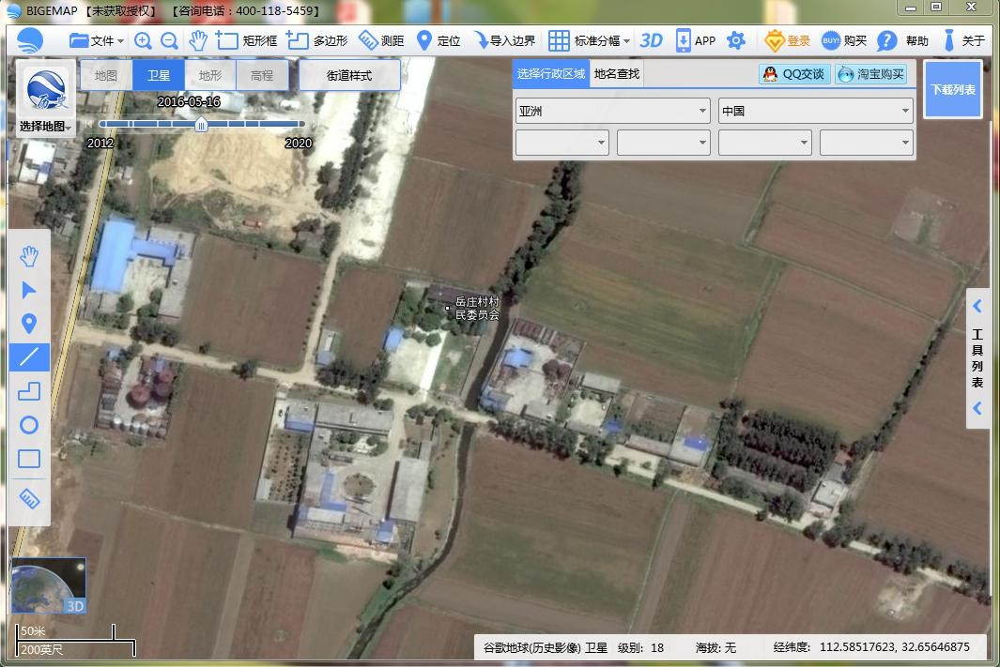 BIGEMAP 【未获取授权】 【咨询电话：400-118-5459】
文件 矩形框 多边形 测距 定位 导入边界 标准分幅 3D APP 登录 BUY! 购买 ? 帮助 关于
地图 卫星 地形 高程 街道样式
选择行政区域 地名查找 QQ交谈 淘宝购买
下载列表
历史
选择地图
2016-05-16
2012 2020
亚洲 中国
岳庄村村
民委员会
工具列表
3D
50米
200英尺
谷歌地球(历史影像) 卫星 级别: 18 海拔: 无 经纬度: 112.58517623, 32.65646875